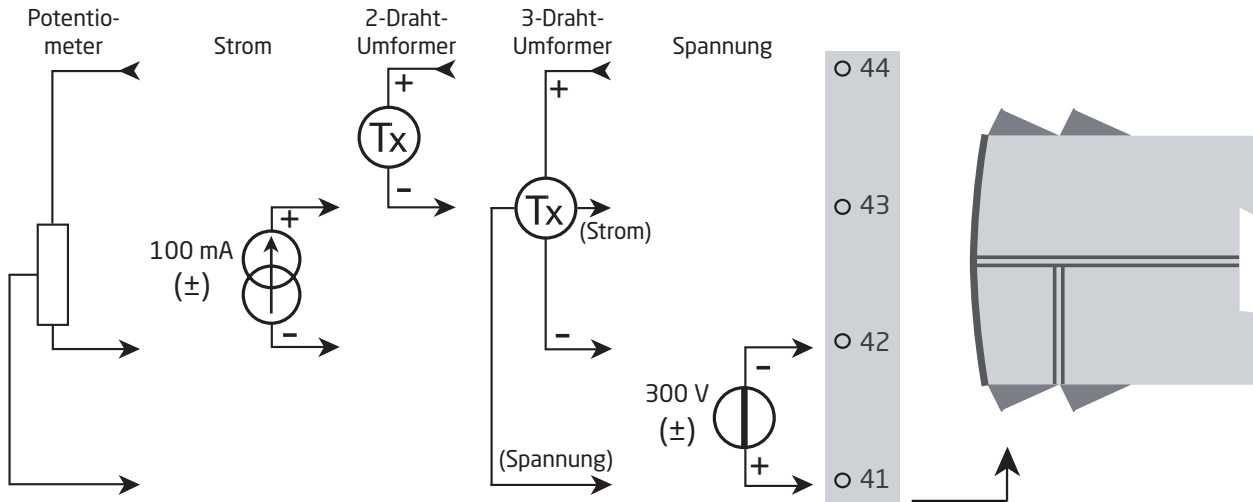 Potentio-
meter
Strom
2-Draht-
Umformer
3-Draht-
Umformer
Spannung
44
+
+
Tx
-
43
+
Tx
(Strom)
100 mA
(±)
-
-
42
-
300 V
(±)
(Spannung)
+
41